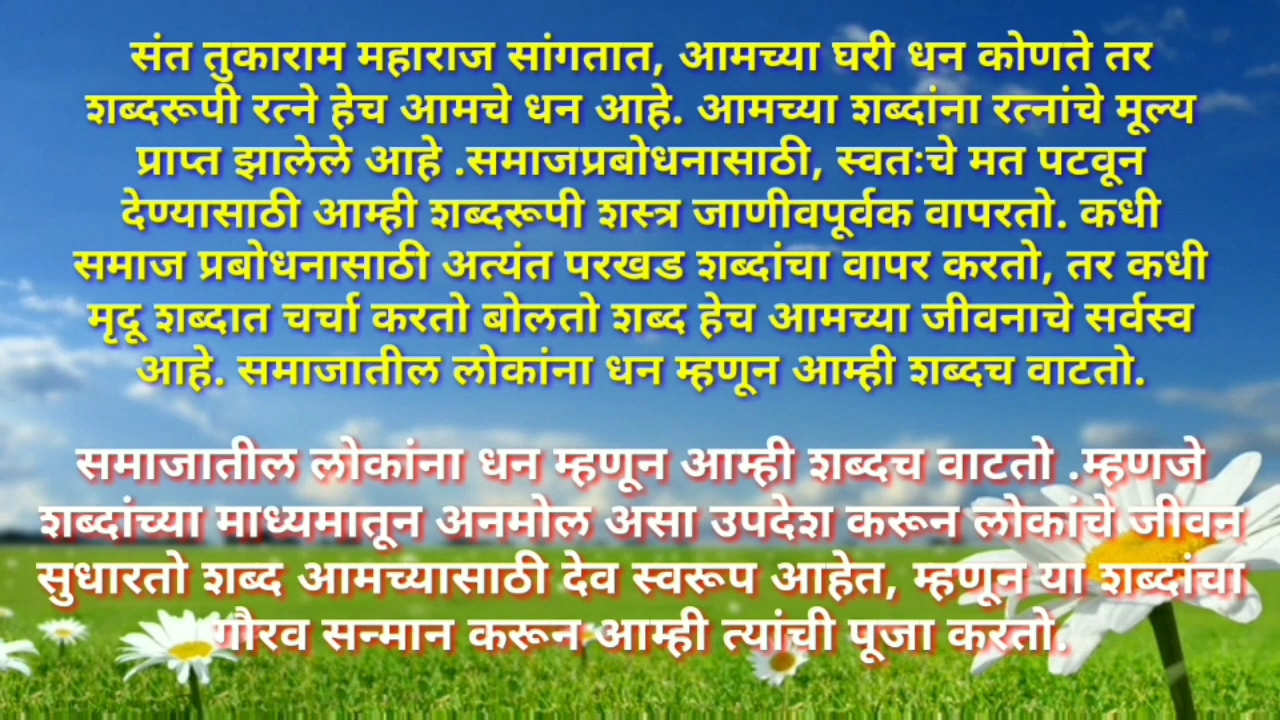 संत तुकाराम महाराज सांगतात, आमच्या घरी धन कोणते तर
शब्दरूपी रत्ने हेच आमचे धन आहे. आमच्या शब्दांना रत्नांचे मूल्य
प्राप्त झालेले आहे .समाजप्रबोधनासाठी, स्वतःचे मत पटवून
देण्यासाठी आम्ही शब्दरूपी शस्त्र जाणीवपूर्वक वापरतो. कधी
समाज प्रबोधनासाठी अत्यंत परखड शब्दांचा वापर करतो, तर कधी
मृदू शब्दात चर्चा करतो बोलतो शब्द हेच आमच्या जीवनाचे सर्वस्व
आहे. समाजातील लोकांना धन म्हणून आम्ही शब्दच वाटतो.
समाजातील लोकांना धन म्हणून आम्ही शब्दच वाटतो .म्हणजे
शब्दांच्या माध्यमातून अनमोल असा उपदेश करून लोकांचे जीवन
सुधारतो शब्द आमच्यासाठी देव स्वरूप आहेत, म्हणून या शब्दांचा
गौरव सन्मान करून आम्ही त्यांची पूजा करतो.